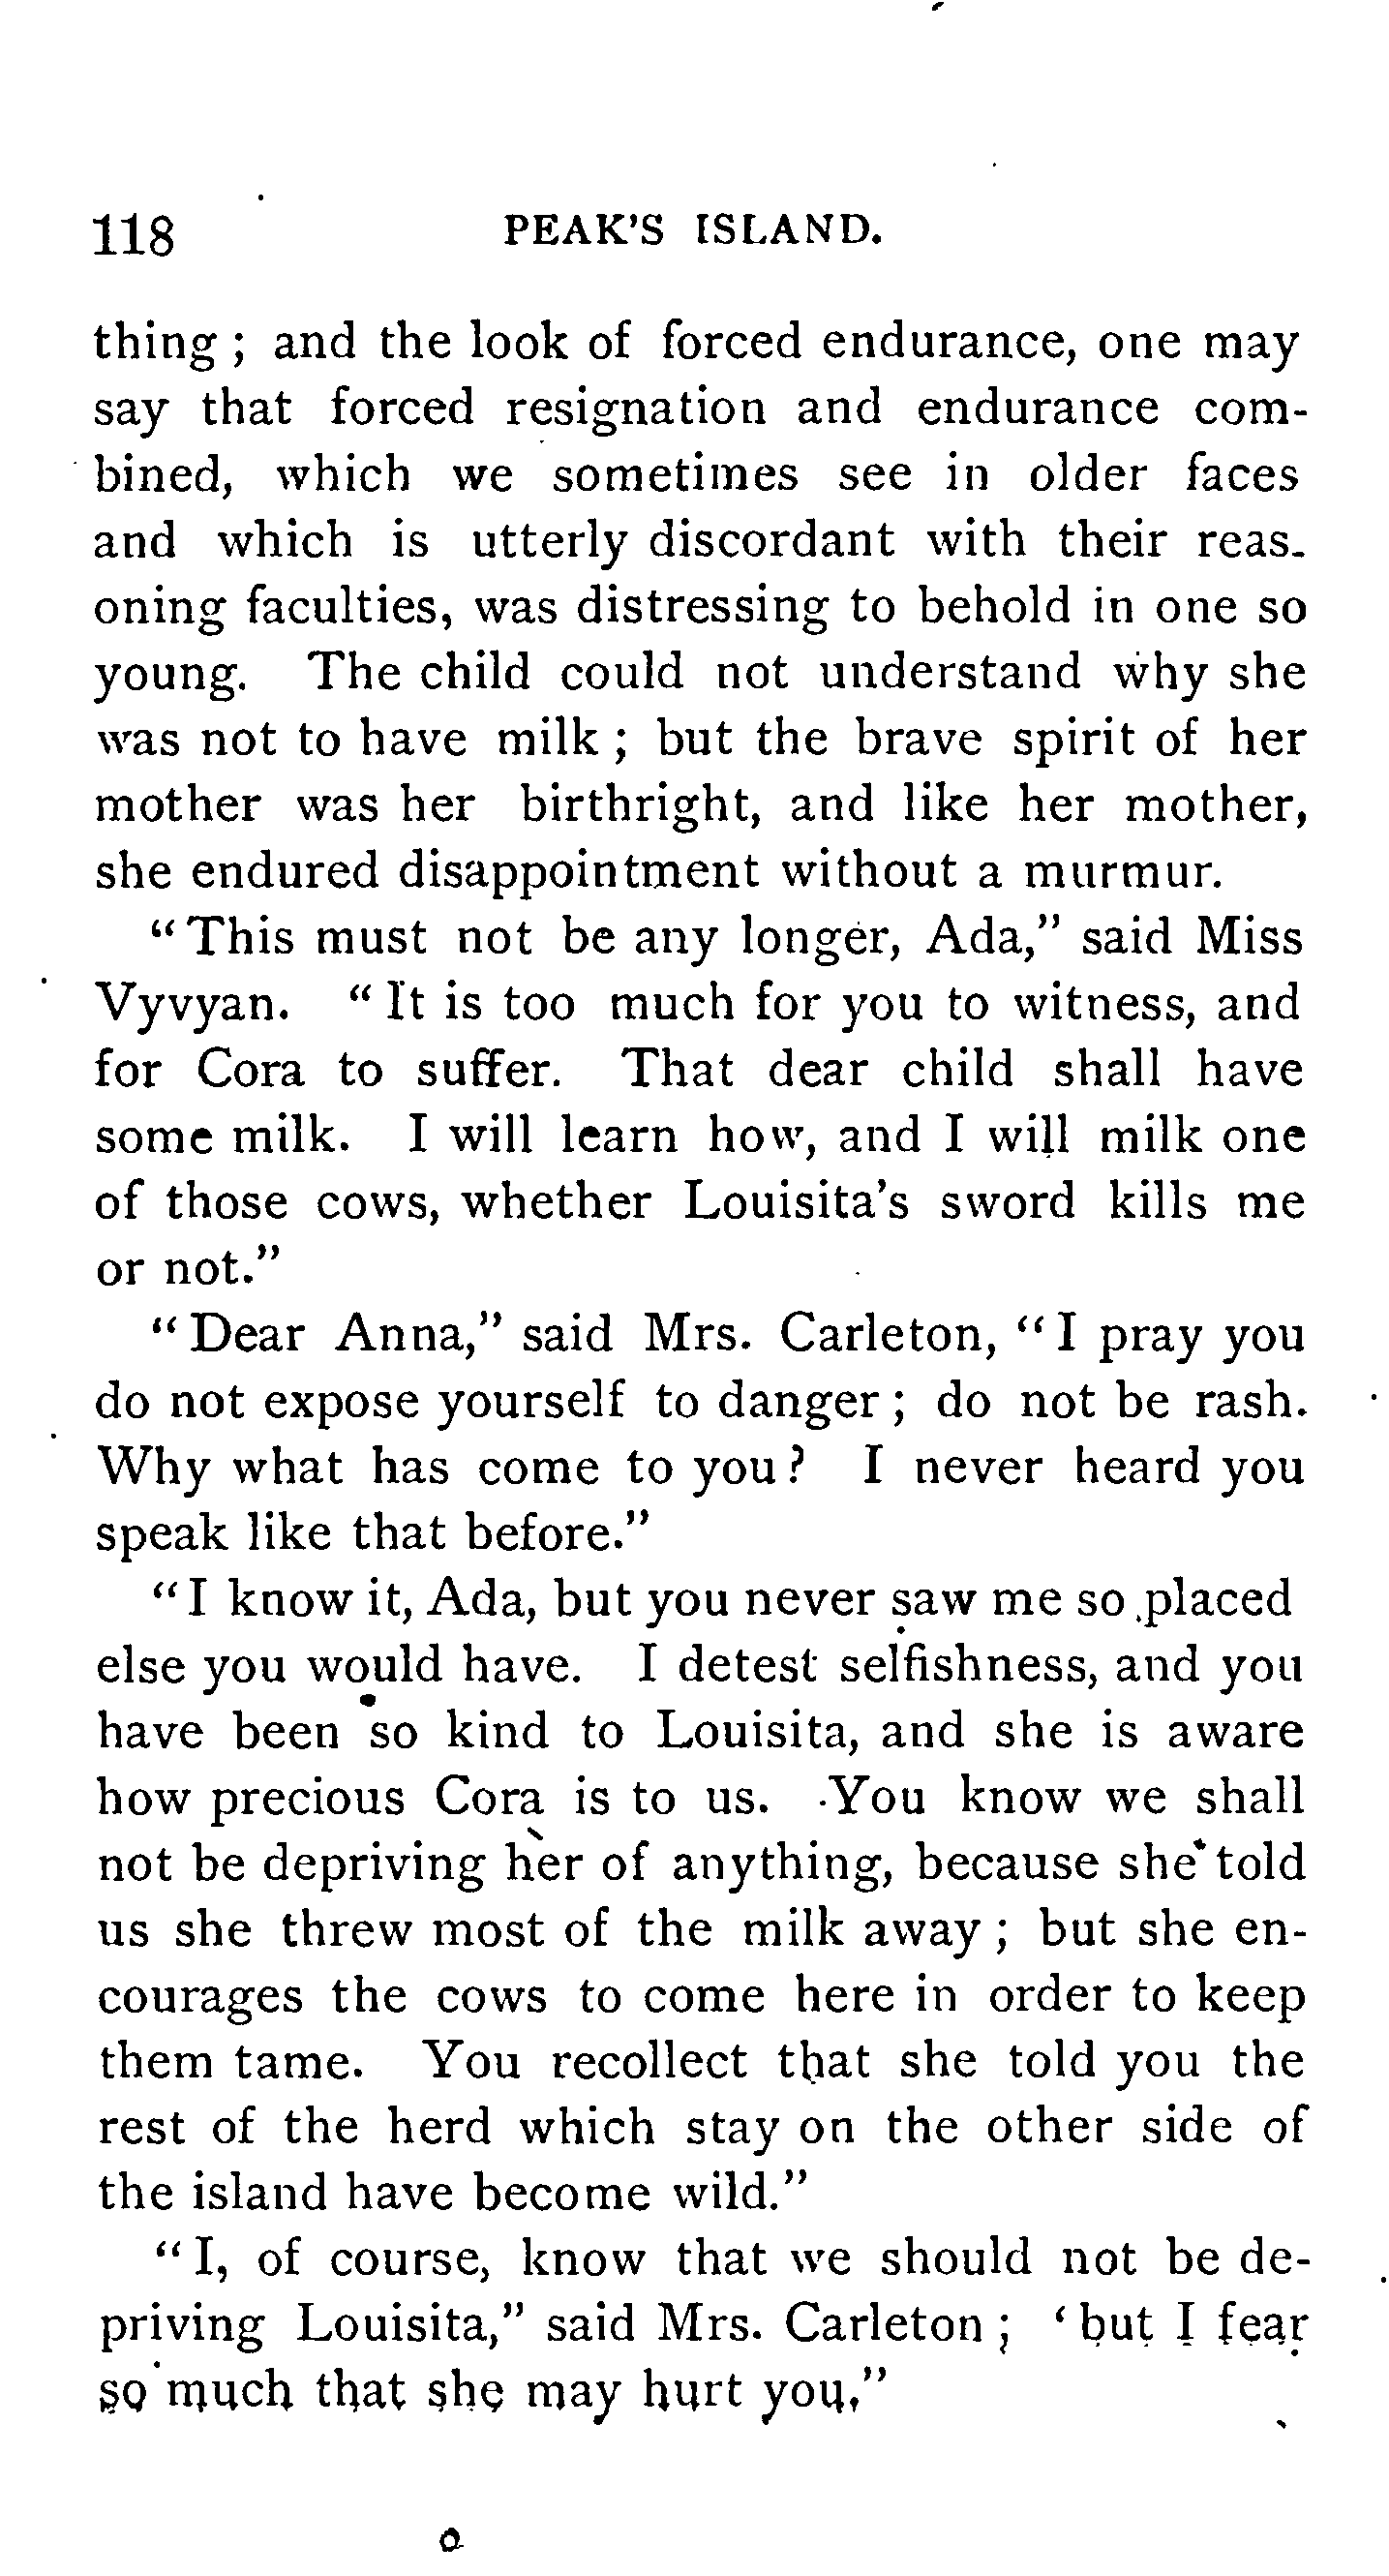 118 PEAK'S ISLAND.
thing ; and the look of forced endurance, one may
say that forced resignation and endurance com-
bined, which we sometimes see in older faces
and which is utterly discordant with their reas-
oning faculties, was distressing to behold in one so
young. The child could not understand why she
was not to have milk ; but the brave spirit of her
mother was her birthright, and like her mother,
she endured disappointment without a murmur.
"This must not be any longer, Ada," said Miss
Vyvyan. "It is too much for you to witness, and
for Cora to suffer. That dear child shall have
some milk. I will learn how, and I will milk one
of those cows, whether Louisita's sword kills me
or not."
"Dear Anna," said Mrs. Carleton, "I pray you
do not expose yourself to danger ; do not be rash.
Why what has come to you ? I never heard you
speak like that before."
"I know it, Ada, but you never saw me so placed
else you would have. I detest selfishness, and you
have been so kind to Louisita, and she is aware
how precious Cora is to us. You know we shall
not be depriving her of anything, because she told
us she threw most of the milk away ; but she en-
courages the cows to come here in order to keep
them tame. You recollect that she told you the
rest of the herd which stay on the other side of
the island have become wild."
"I, of course, know that we should not be de-
priving Louisita," said Mrs. Carleton ; 'but I fear
so much that she may hurt you."